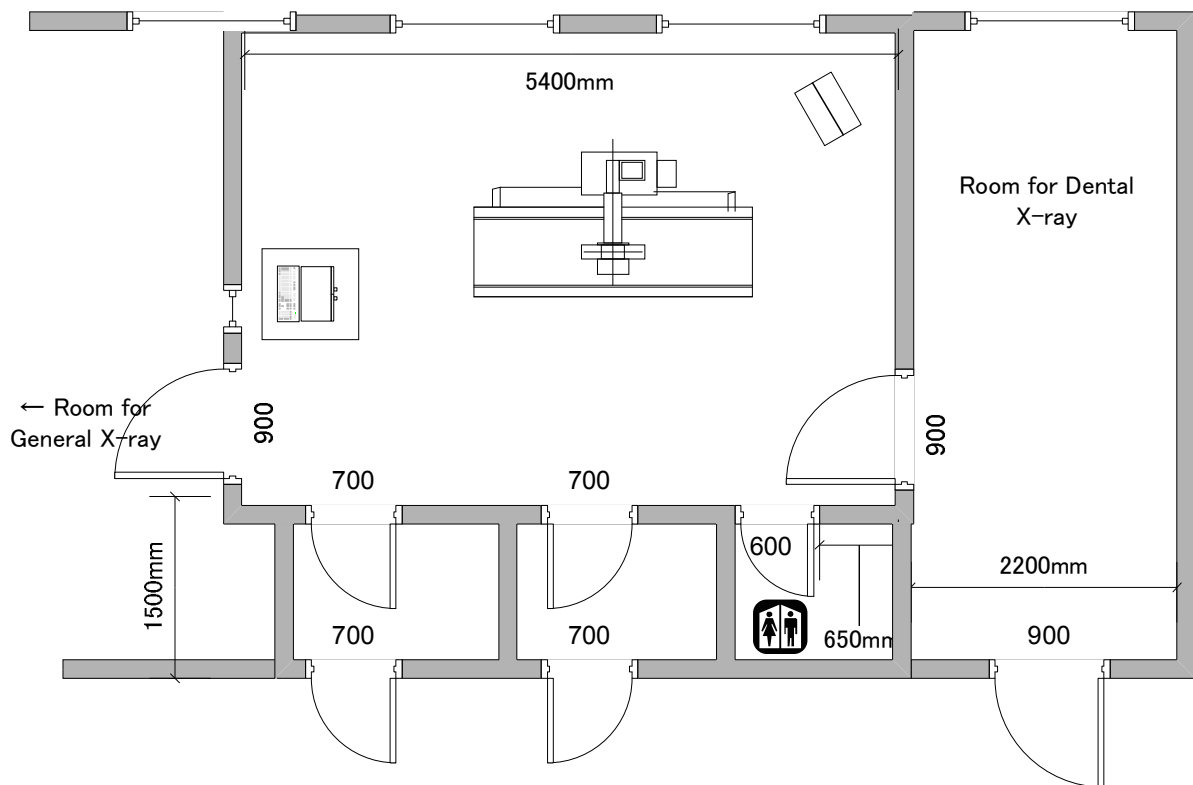 5400mm
Room for Dental
X-ray
← Room for
General X-ray
900
900
700
700
600
1500mm
2200mm
700
700
650mm
900